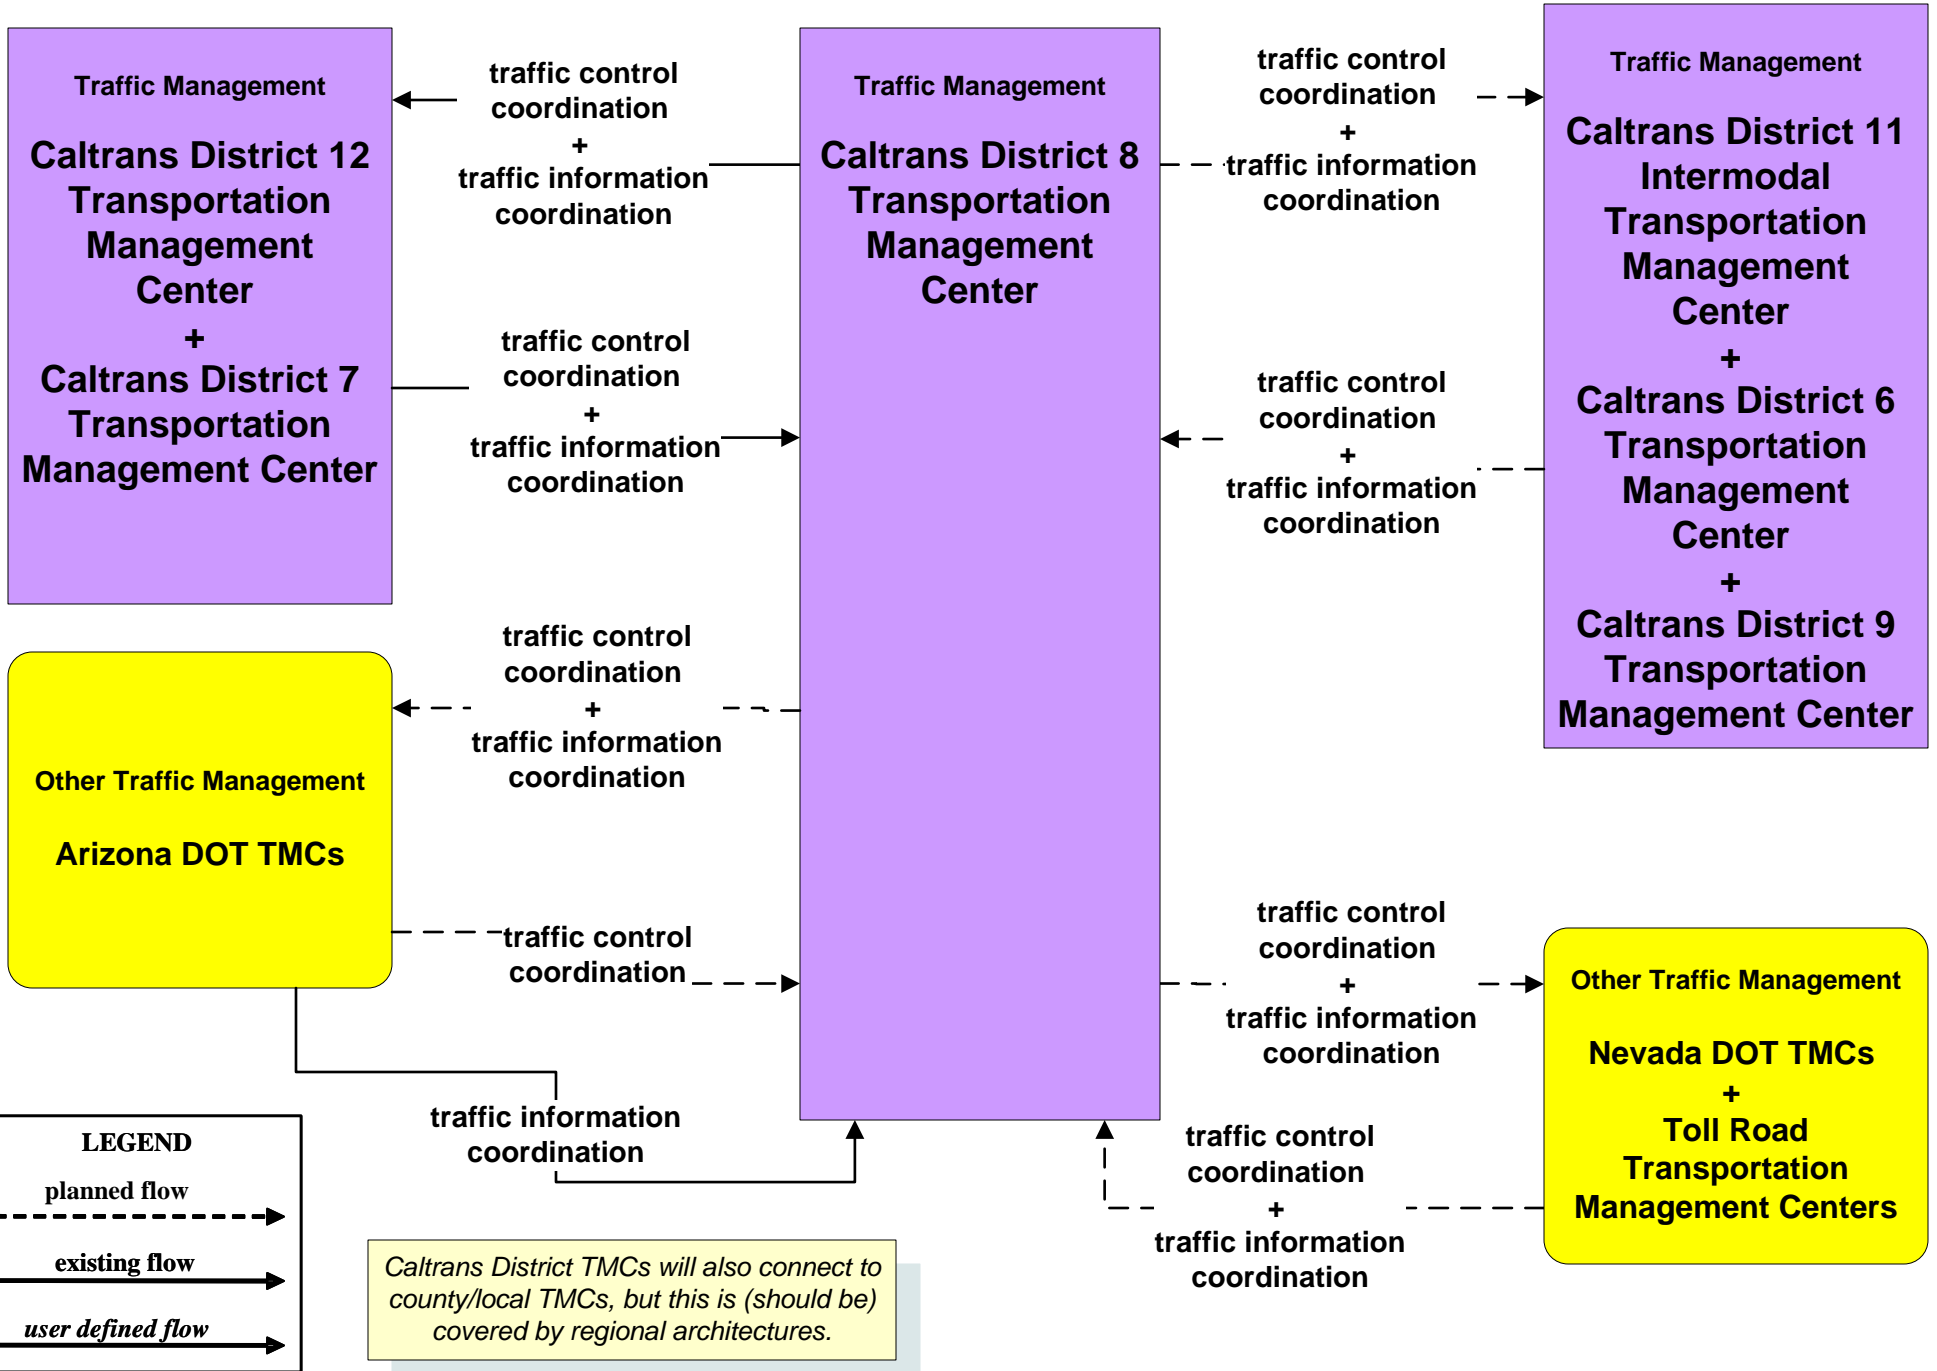 Traffic Management
Caltrans District 12
Transportation
Management
Center
+
Caltrans District 7
Transportation
Management Center
traffic control
coordination
+
traffic information
coordination
traffic control
coordination
+
traffic information
coordination
Traffic Management
Caltrans District 8
Transportation
Management
Center
traffic control
coordination
+
traffic information
coordination
traffic control
coordination
+
traffic information
coordination
Traffic Management
Caltrans District 11
Intermodal
Transportation
Management
Center
+
Caltrans District 6
Transportation
Management
Center
+
Caltrans District 9
Transportation
Management Center
Other Traffic Management
Arizona DOT TMCs
traffic control
coordination
+
traffic information
coordination
traffic control
coordination
traffic information
coordination
traffic control
coordination
+
traffic information
coordination
traffic control
coordination
+
traffic information
coordination
Other Traffic Management
Nevada DOT TMCs
+
Toll Road
Transportation
Management Centers
LEGEND
planned flow
existing flow
user defined flow
Caltrans District TMCs will also connect to
county/local TMCs, but this is (should be)
covered by regional architectures.